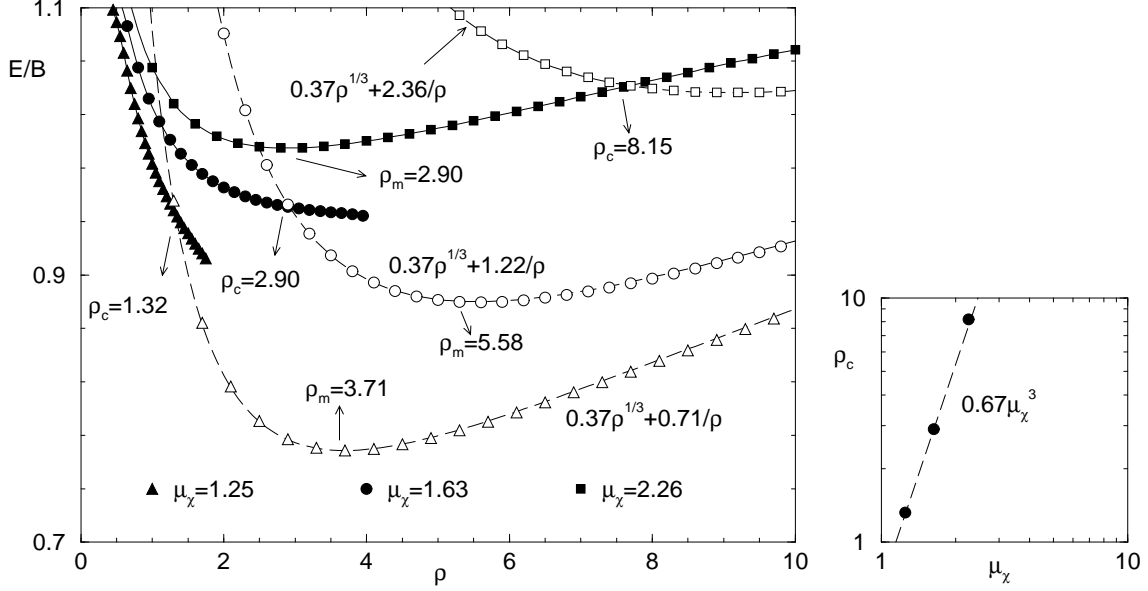 1.1
E/B
0.37ρ^{1/3}+2.36/ρ
ρ_c=8.15
ρ_m=2.90
0.9
0.37ρ^{1/3}+1.22/ρ
ρ_c=2.90
ρ_c=1.32
ρ_m=5.58
ρ_m=3.71
0.37ρ^{1/3}+0.71/ρ
μ_χ=1.25 μ_χ=1.63 μ_χ=2.26
0.7
0 2 4 6 8 10
ρ
10
ρ_c
0.67μ_χ^3
1
1 10
μ_χ